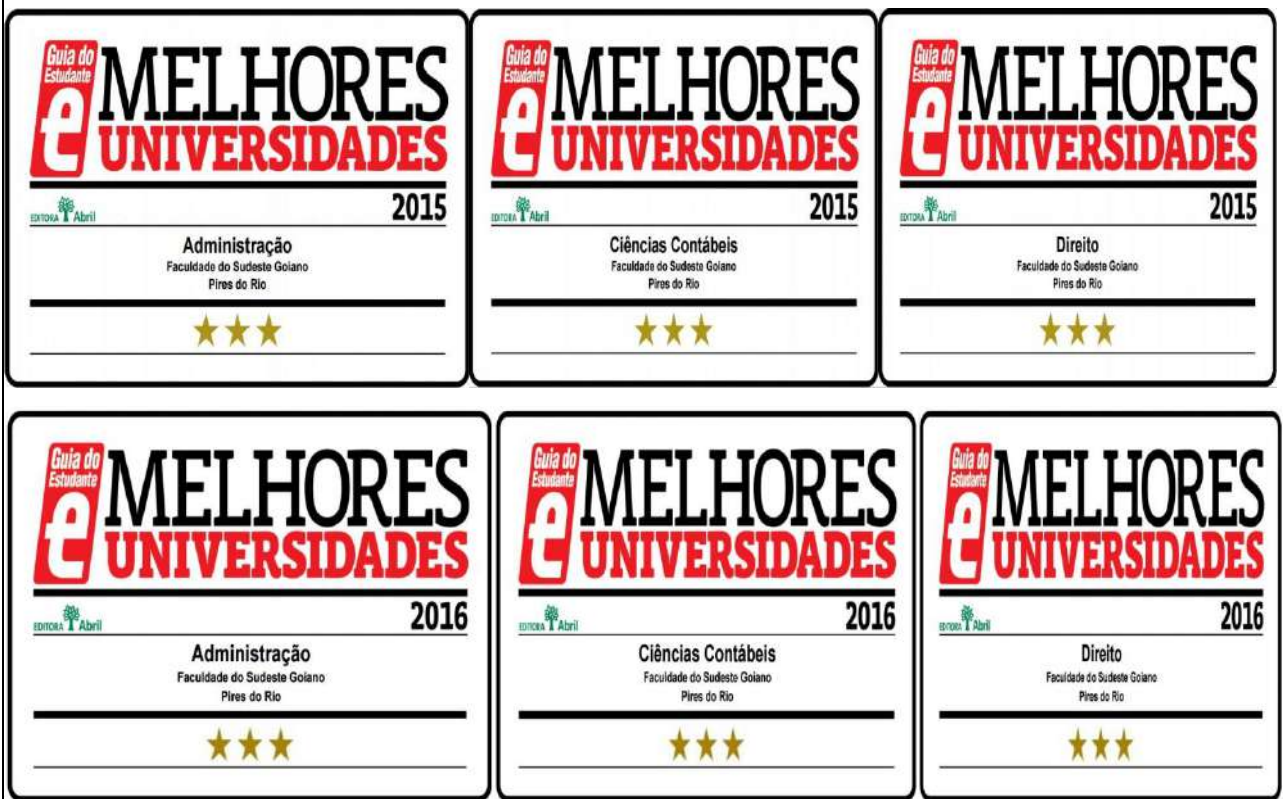 Guia do
Estudante
e
MELHORES
UNIVERSIDADES
EDITORA Abril
2015
Administração
Faculdade do Sudeste Goiano
Pires do Rio
Guia do
Estudante
e
MELHORES
UNIVERSIDADES
EDITORA Abril
2015
Ciências Contábeis
Faculdade do Sudeste Goiano
Pires do Rio
Guia do
Estudante
e
MELHORES
UNIVERSIDADES
EDITORA Abril
2015
Direito
Faculdade do Sudeste Goiano
Pires do Rio
Guia do
Estudante
e
MELHORES
UNIVERSIDADES
EDITORA Abril
2016
Administração
Faculdade do Sudeste Goiano
Pires do Rio
Guia do
Estudante
e
MELHORES
UNIVERSIDADES
EDITORA Abril
2016
Ciências Contábeis
Faculdade do Sudeste Goiano
Pires do Rio
Guia do
Estudante
e
MELHORES
UNIVERSIDADES
EDITORA Abril
2016
Direito
Faculdade do Sudeste Goiano
Pires do Rio